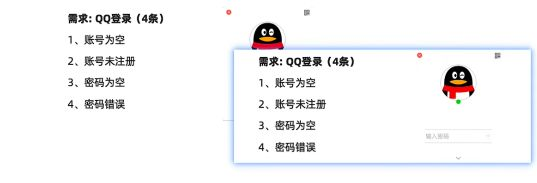 需求: QQ登录（4条）
1、账号为空
2、账号未注册
3、密码为空
4、密码错误
需求: QQ登录（4条）
1、账号为空
2、账号未注册
3、密码为空
4、密码错误
输入密码